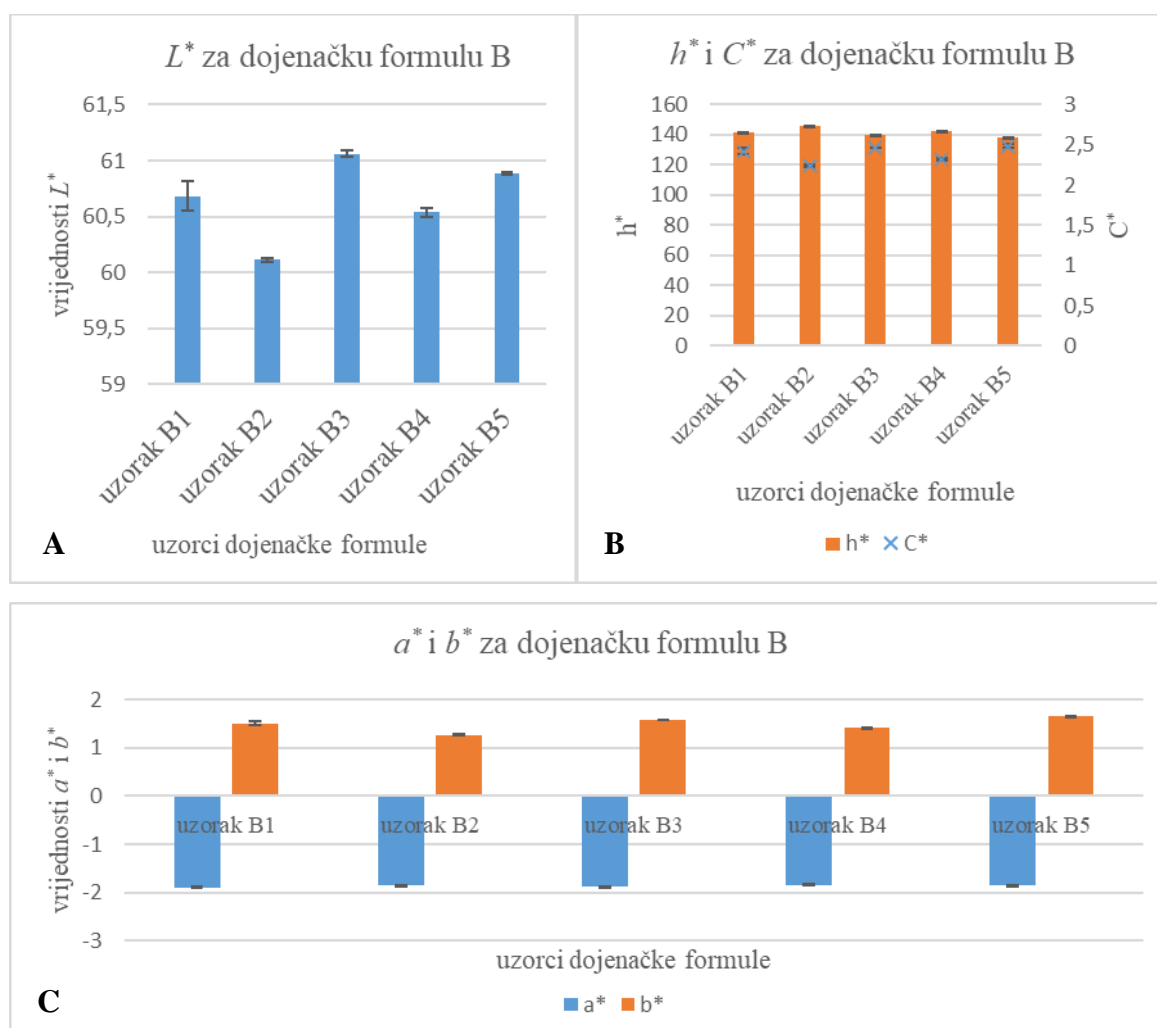 L* za dojenačku formulu B
61,5
61
60,5
60
59,5
59
vrijednosti L*
uzorak B1
uzorak B2
uzorak B3
uzorak B4
uzorak B5
uzorci dojenačke formule
A
h* i C* za dojenačku formulu B
160
140
120
100
80
60
40
20
0
h*
3
2,5
2
1,5
1
0,5
0
C*
uzorak B1
uzorak B2
uzorak B3
uzorak B4
uzorak B5
uzorci dojenačke formule
h* C*
B
a* i b* za dojenačku formulu B
2
1
0
-1
-2
-3
vrijednosti a* i b*
uzorak B1 uzorak B2 uzorak B3 uzorak B4 uzorak B5
uzorci dojenačke formule
a* b*
C